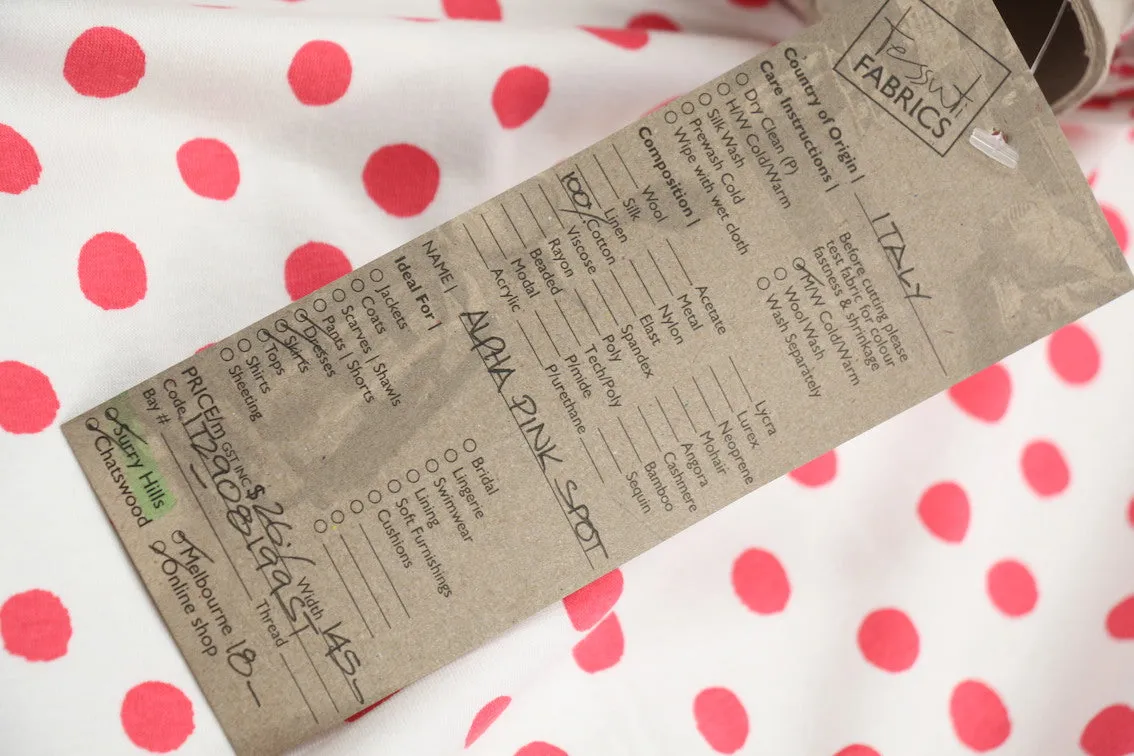 Tessuti
FABRICS
Country of Origin | ITALY
Care Instructions |
Before cutting please
test fabric for colour
fastness & shrinkage
Dry Clean (P)
H/W Cold/Warm
Silk Wash
Prewash Cold
Wipe with wet cloth
M/W Cold/Warm
Wool Wash
Wash Separately
Composition |
Wool
Silk
Linen
100% Cotton
Viscose
Rayon
Beaded
Modal
Acrylic
Acetate
Metal
Nylon
Elast
Spandex
Poly
Tech/Poly
P/mide
P/urethane
Lycra
Lurex
Neoprene
Mohair
Angora
Cashmere
Bamboo
Sequin
NAME | ALPHA PINK SPOT
Ideal For |
Jackets
Coats
Scarves | Shawls
Pants | Shorts
Dresses
Skirts
Tops
Shirts
Sheeting
Bridal
Lingerie
Swimwear
Lining
Soft Furnishings
Cushions
PRICE/m GST INC. Width 145-
Code
Bay # Thread
Surry Hills
Chatswood
Melbourne 18-
Online shop